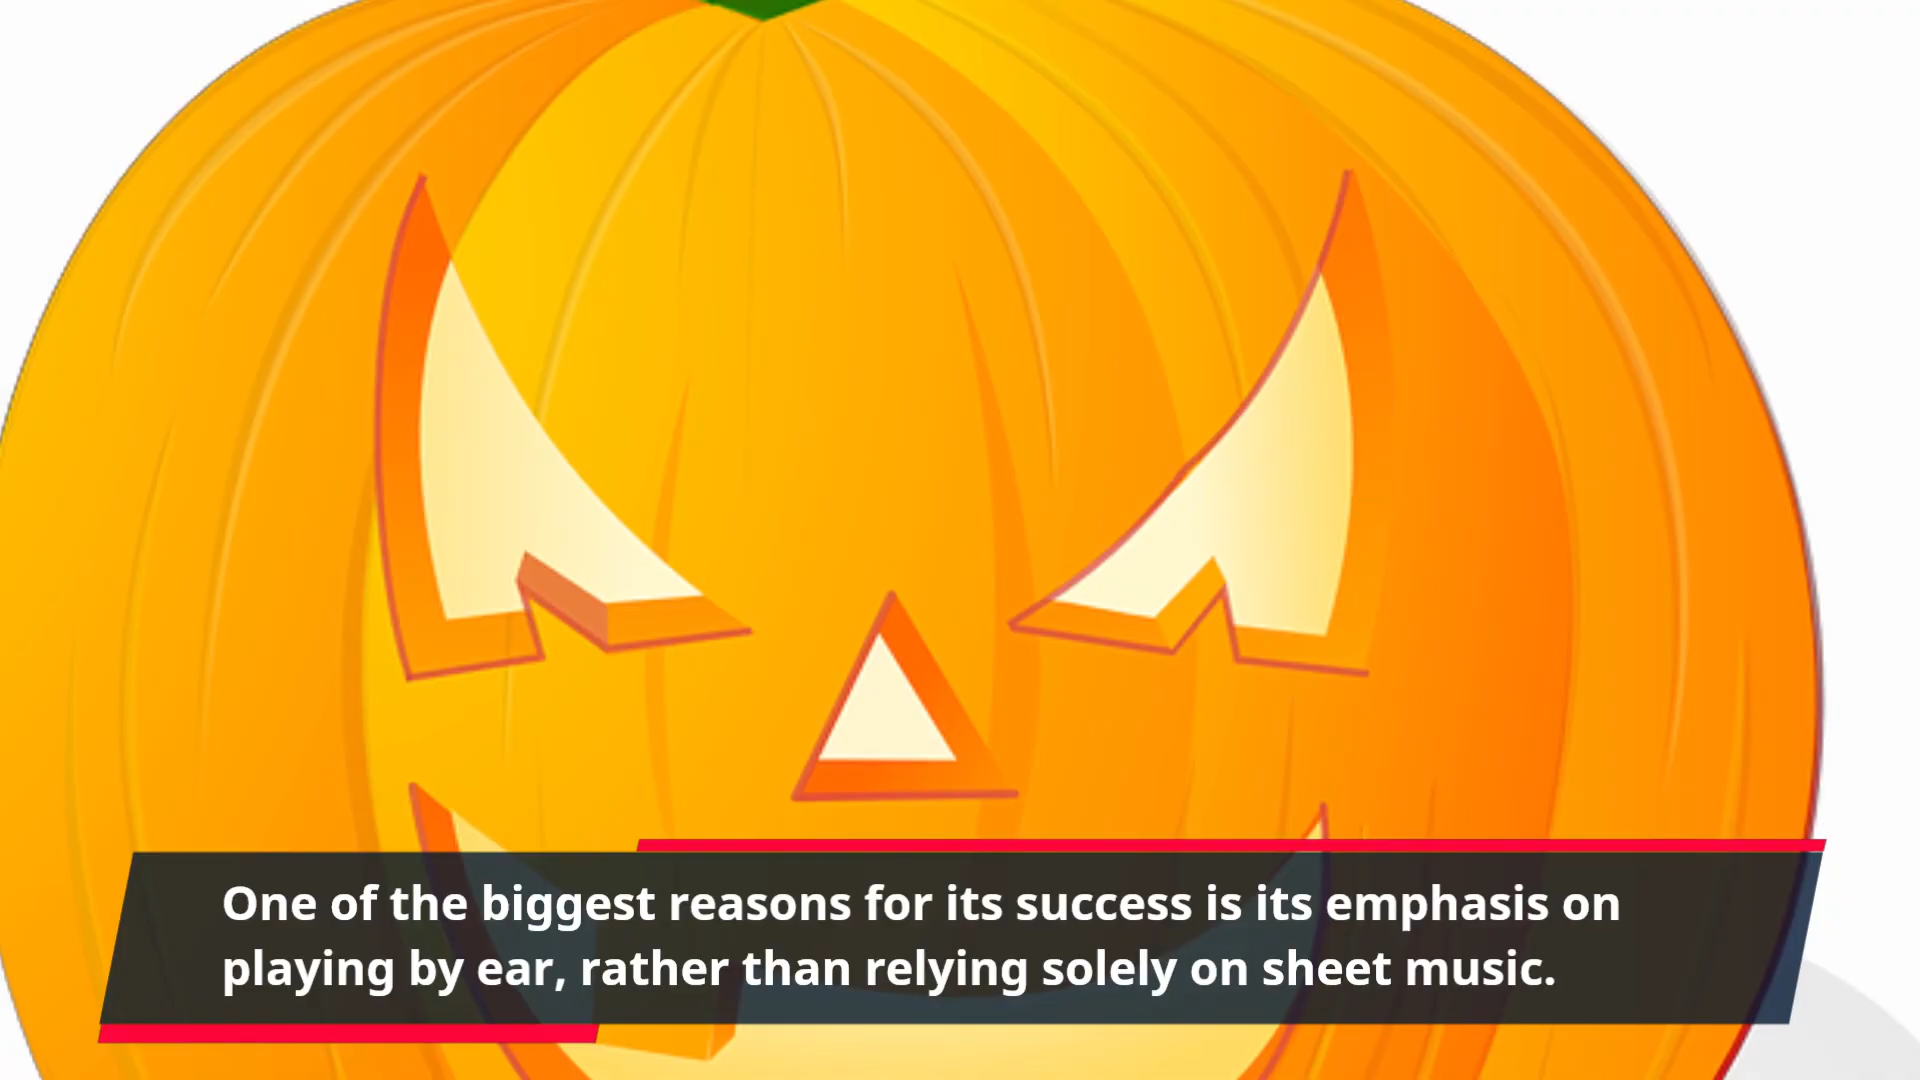 One of the biggest reasons for its success is its emphasis on
playing by ear, rather than relying solely on sheet music.